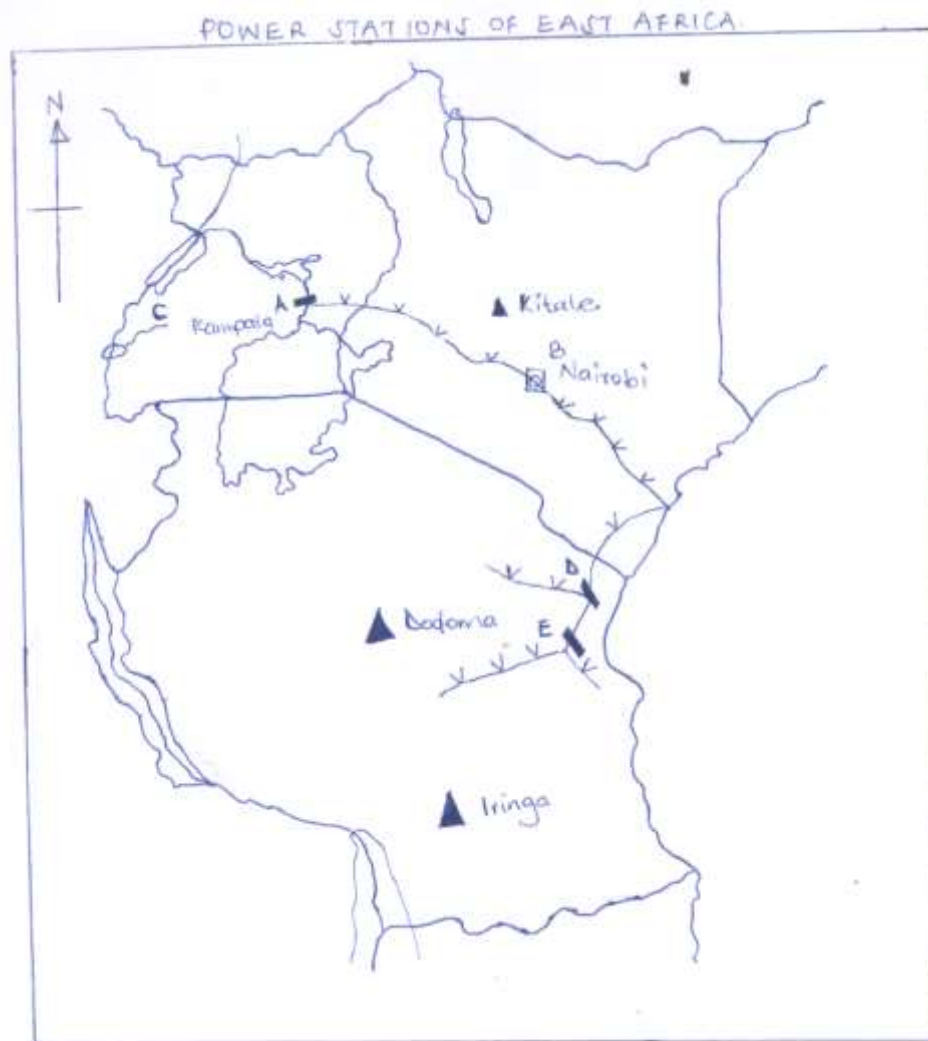 POWER STATIONS OF EAST AFRICA.
N
A
Kitale
C
Kampala
B
Nairobi
D
Dodoma
E
Iringa